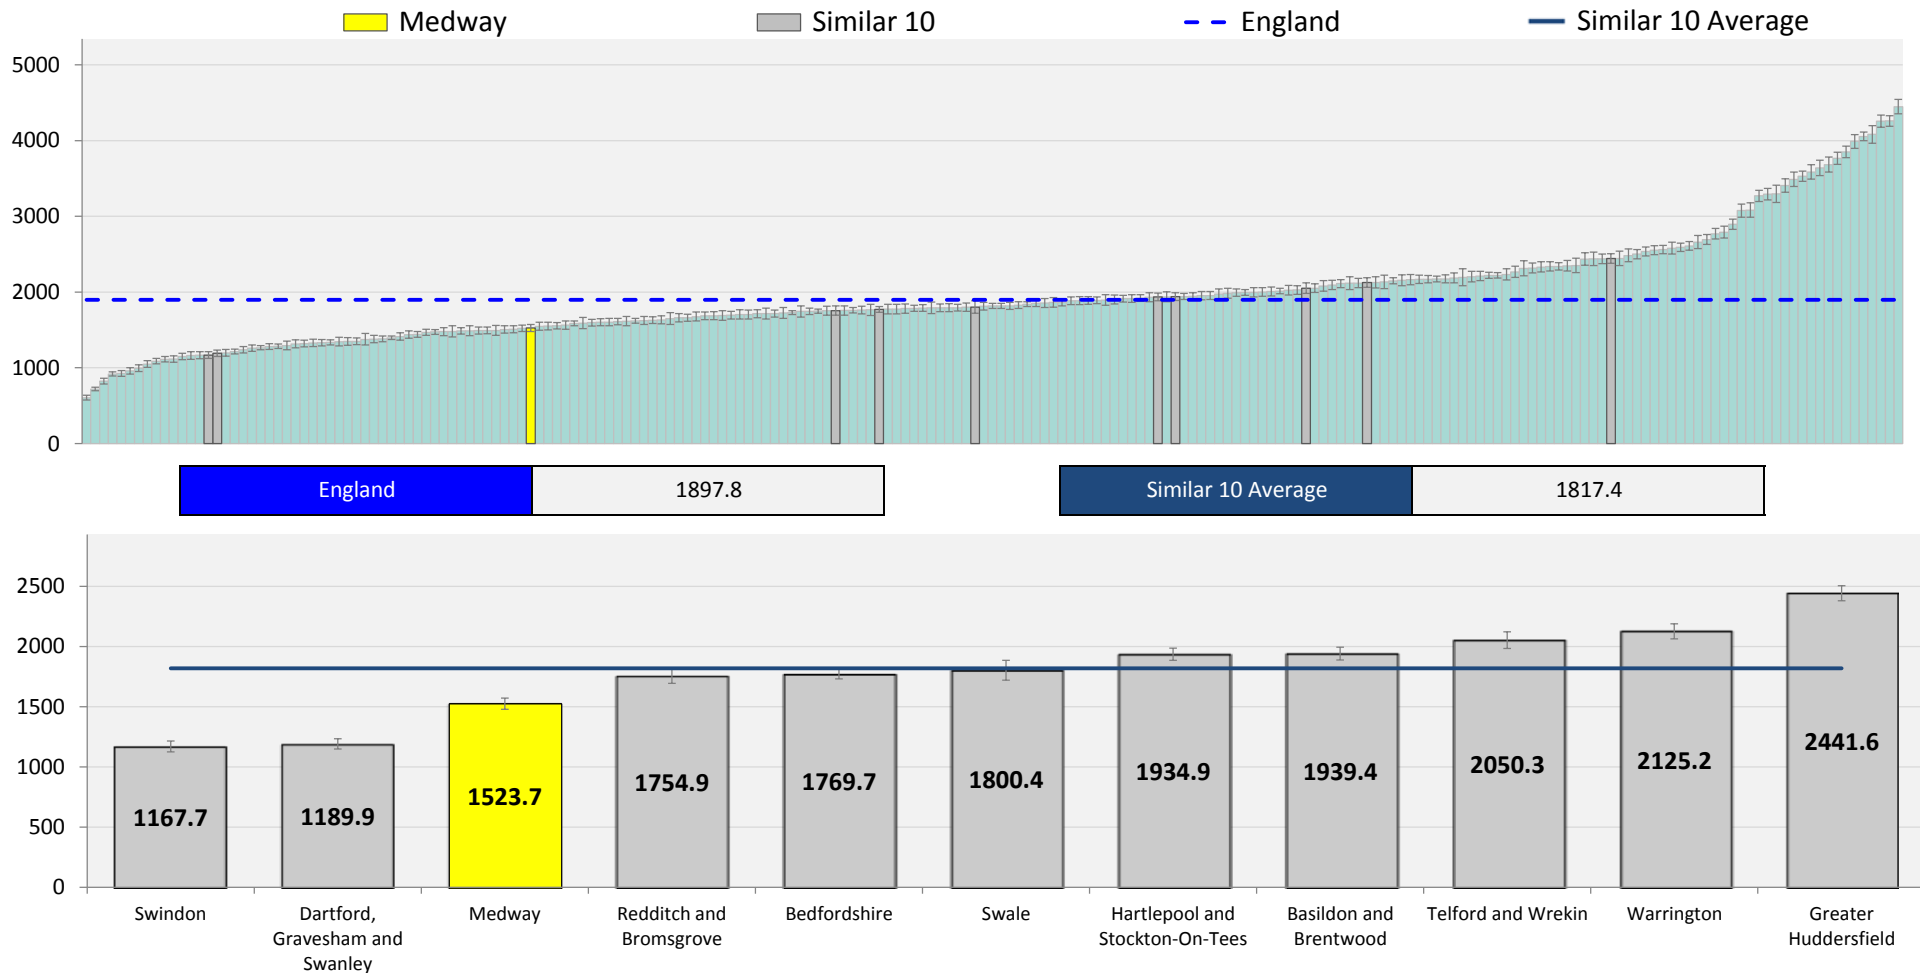 Medway Similar 10 England Similar 10 Average
5000
4000
3000
2000
1000
0
England 1897.8 Similar 10 Average 1817.4
2500
2000
1500
1000
500
0
1167.7 1189.9 1523.7 1754.9 1769.7 1800.4 1934.9 1939.4 2050.3 2125.2 2441.6
Swindon
Dartford,
Gravesham and
Swanley
Medway
Redditch and
Bromsgrove
Bedfordshire
Swale
Hartlepool and
Stockton-On-Tees
Basildon and
Brentwood
Telford and Wrekin
Warrington
Greater
Huddersfield